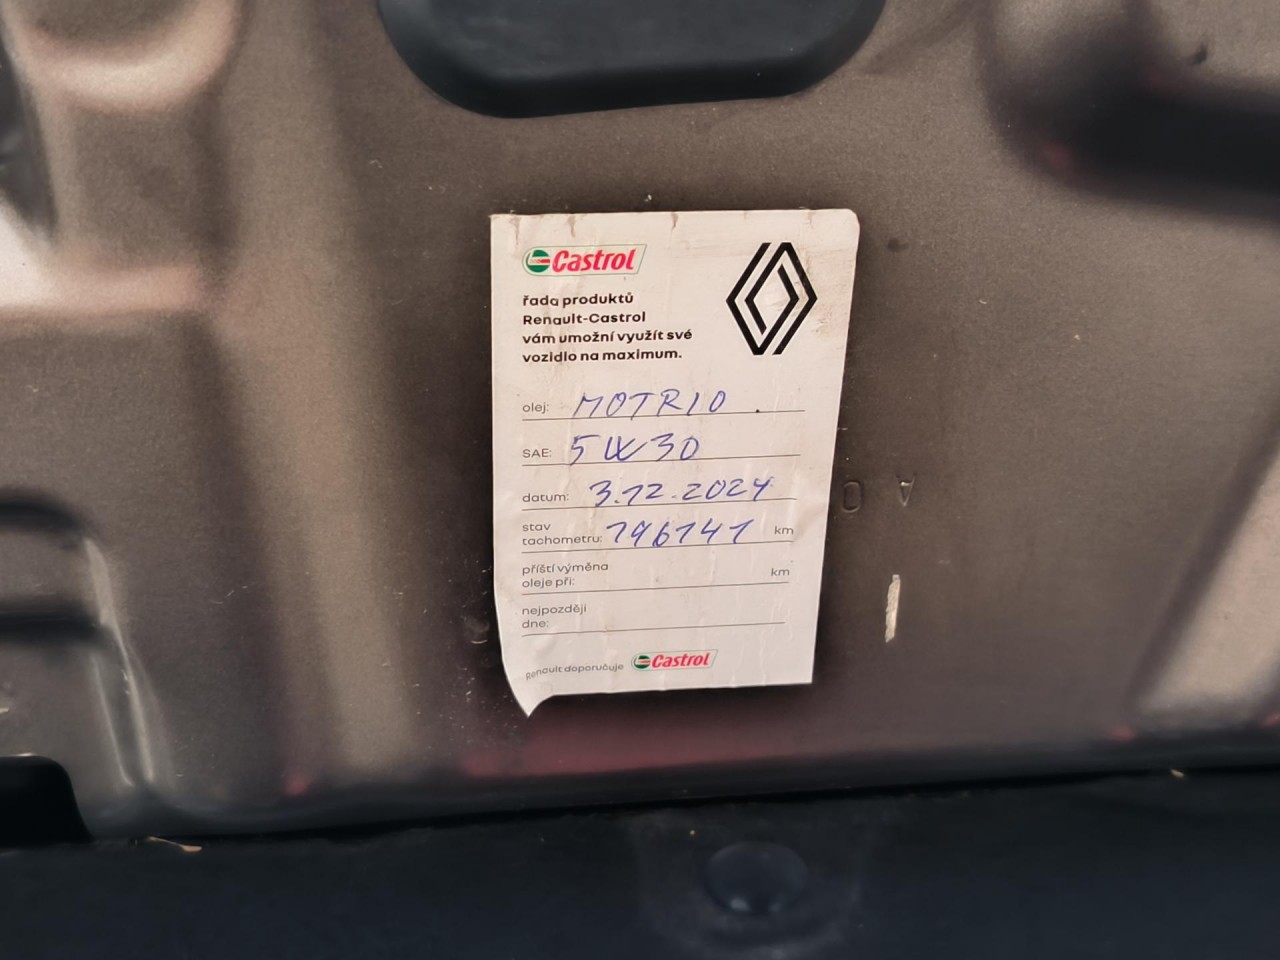 Castrol
řada produktů
Renault-Castrol
vám umožní využít své
vozidlo na maximum.
olej: MOTRIO
SAE: 5W30
datum: 3.12.2024
stav
tachometru: 196141 km
příští výměna
oleje při: km
nejpozději
dne:
Renault doporučuje Castrol